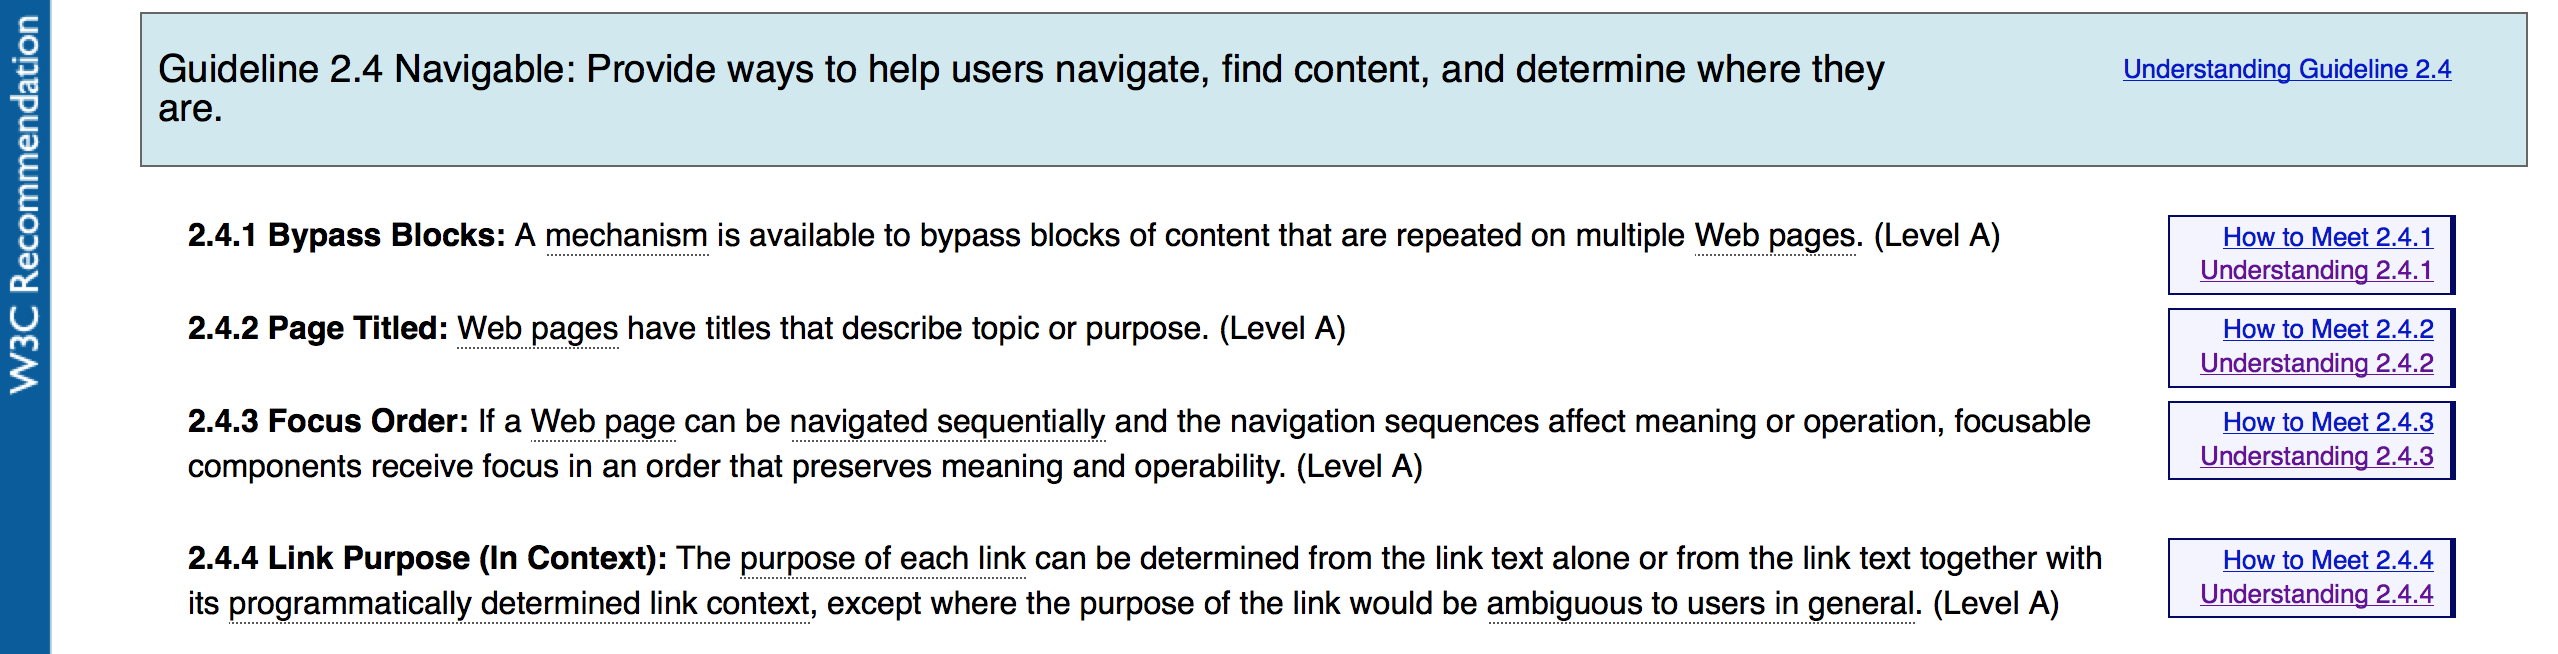 W3C Recommendation
Guideline 2.4 Navigable: Provide ways to help users navigate, find content, and determine where they
are.
Understanding Guideline 2.4
2.4.1 Bypass Blocks: A mechanism is available to bypass blocks of content that are repeated on multiple Web pages. (Level A)
How to Meet 2.4.1
Understanding 2.4.1
2.4.2 Page Titled: Web pages have titles that describe topic or purpose. (Level A)
How to Meet 2.4.2
Understanding 2.4.2
2.4.3 Focus Order: If a Web page can be navigated sequentially and the navigation sequences affect meaning or operation, focusable
components receive focus in an order that preserves meaning and operability. (Level A)
How to Meet 2.4.3
Understanding 2.4.3
2.4.4 Link Purpose (In Context): The purpose of each link can be determined from the link text alone or from the link text together with
its programmatically determined link context, except where the purpose of the link would be ambiguous to users in general. (Level A)
How to Meet 2.4.4
Understanding 2.4.4